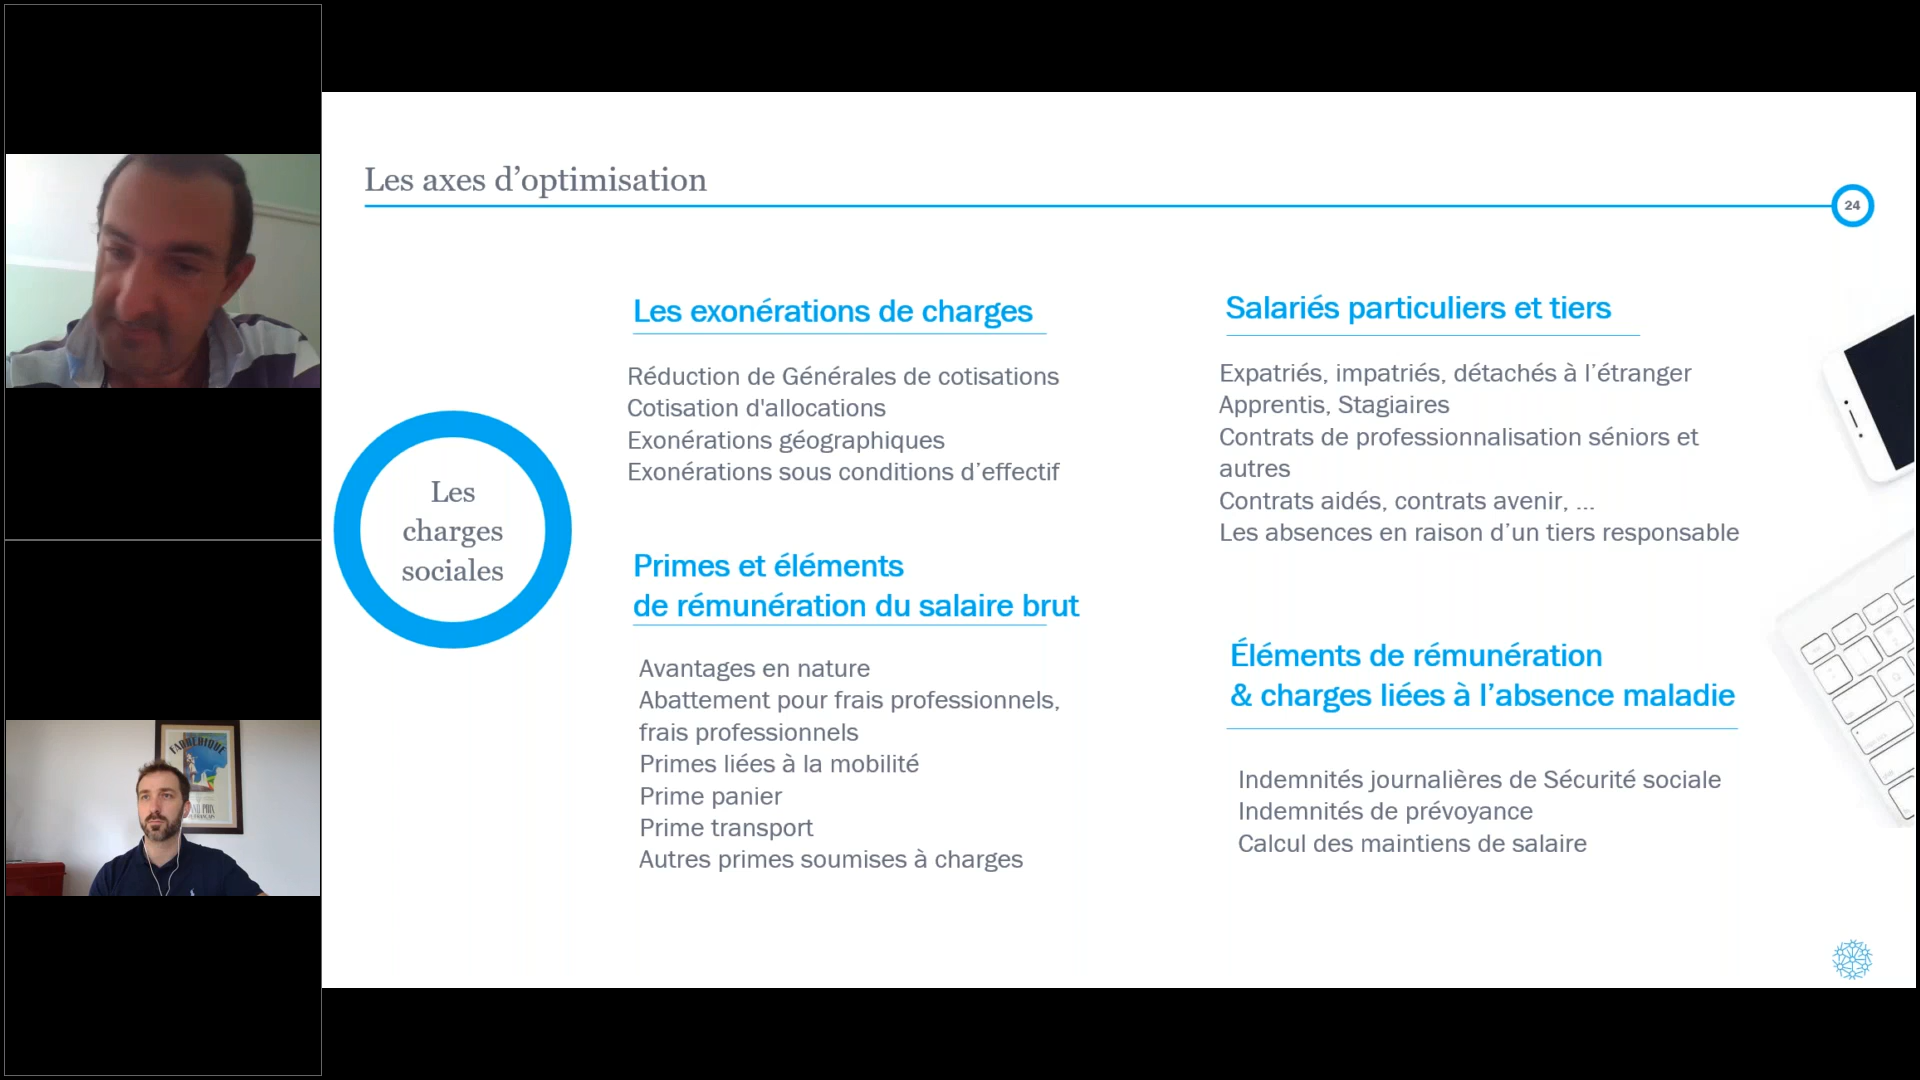 Les axes d’optimisation
24
Les
charges
sociales
Les exonérations de charges
Réduction de Générales de cotisations
Cotisation d'allocations
Exonérations géographiques
Exonérations sous conditions d’effectif
Primes et éléments
de rémunération du salaire brut
Avantages en nature
Abattement pour frais professionnels,
frais professionnels
Primes liées à la mobilité
Prime panier
Prime transport
Autres primes soumises à charges
Salariés particuliers et tiers
Expatriés, impatriés, détachés à l’étranger
Apprentis, Stagiaires
Contrats de professionnalisation séniors et
autres
Contrats aidés, contrats avenir, ...
Les absences en raison d’un tiers responsable
Éléments de rémunération
& charges liées à l’absence maladie
Indemnités journalières de Sécurité sociale
Indemnités de prévoyance
Calcul des maintiens de salaire